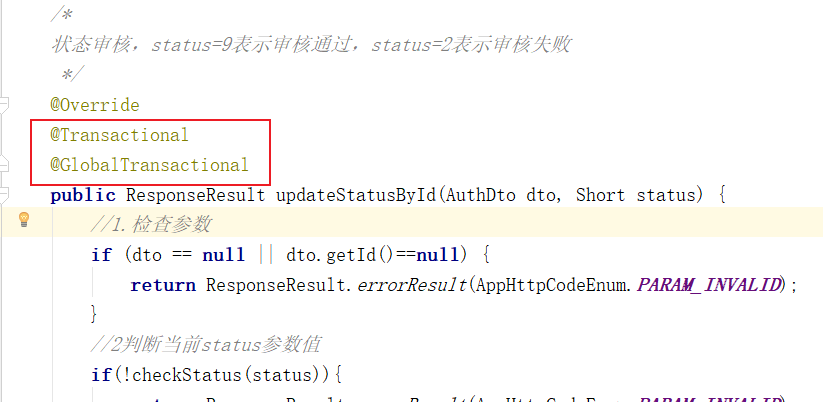 /*
状态审核，status=9表示审核通过，status=2表示审核失败
*/
@Override
@Transactional
@GlobalTransactional
public ResponseResult updateStatusById(AuthDto dto, Short status) {
//1.检查参数
if (dto == null || dto.getId()==null) {
return ResponseResult.errorResult(AppHttpCodeEnum.PARAM_INVALID);
}
//2判断当前status参数值
if(!checkStatus(status)){